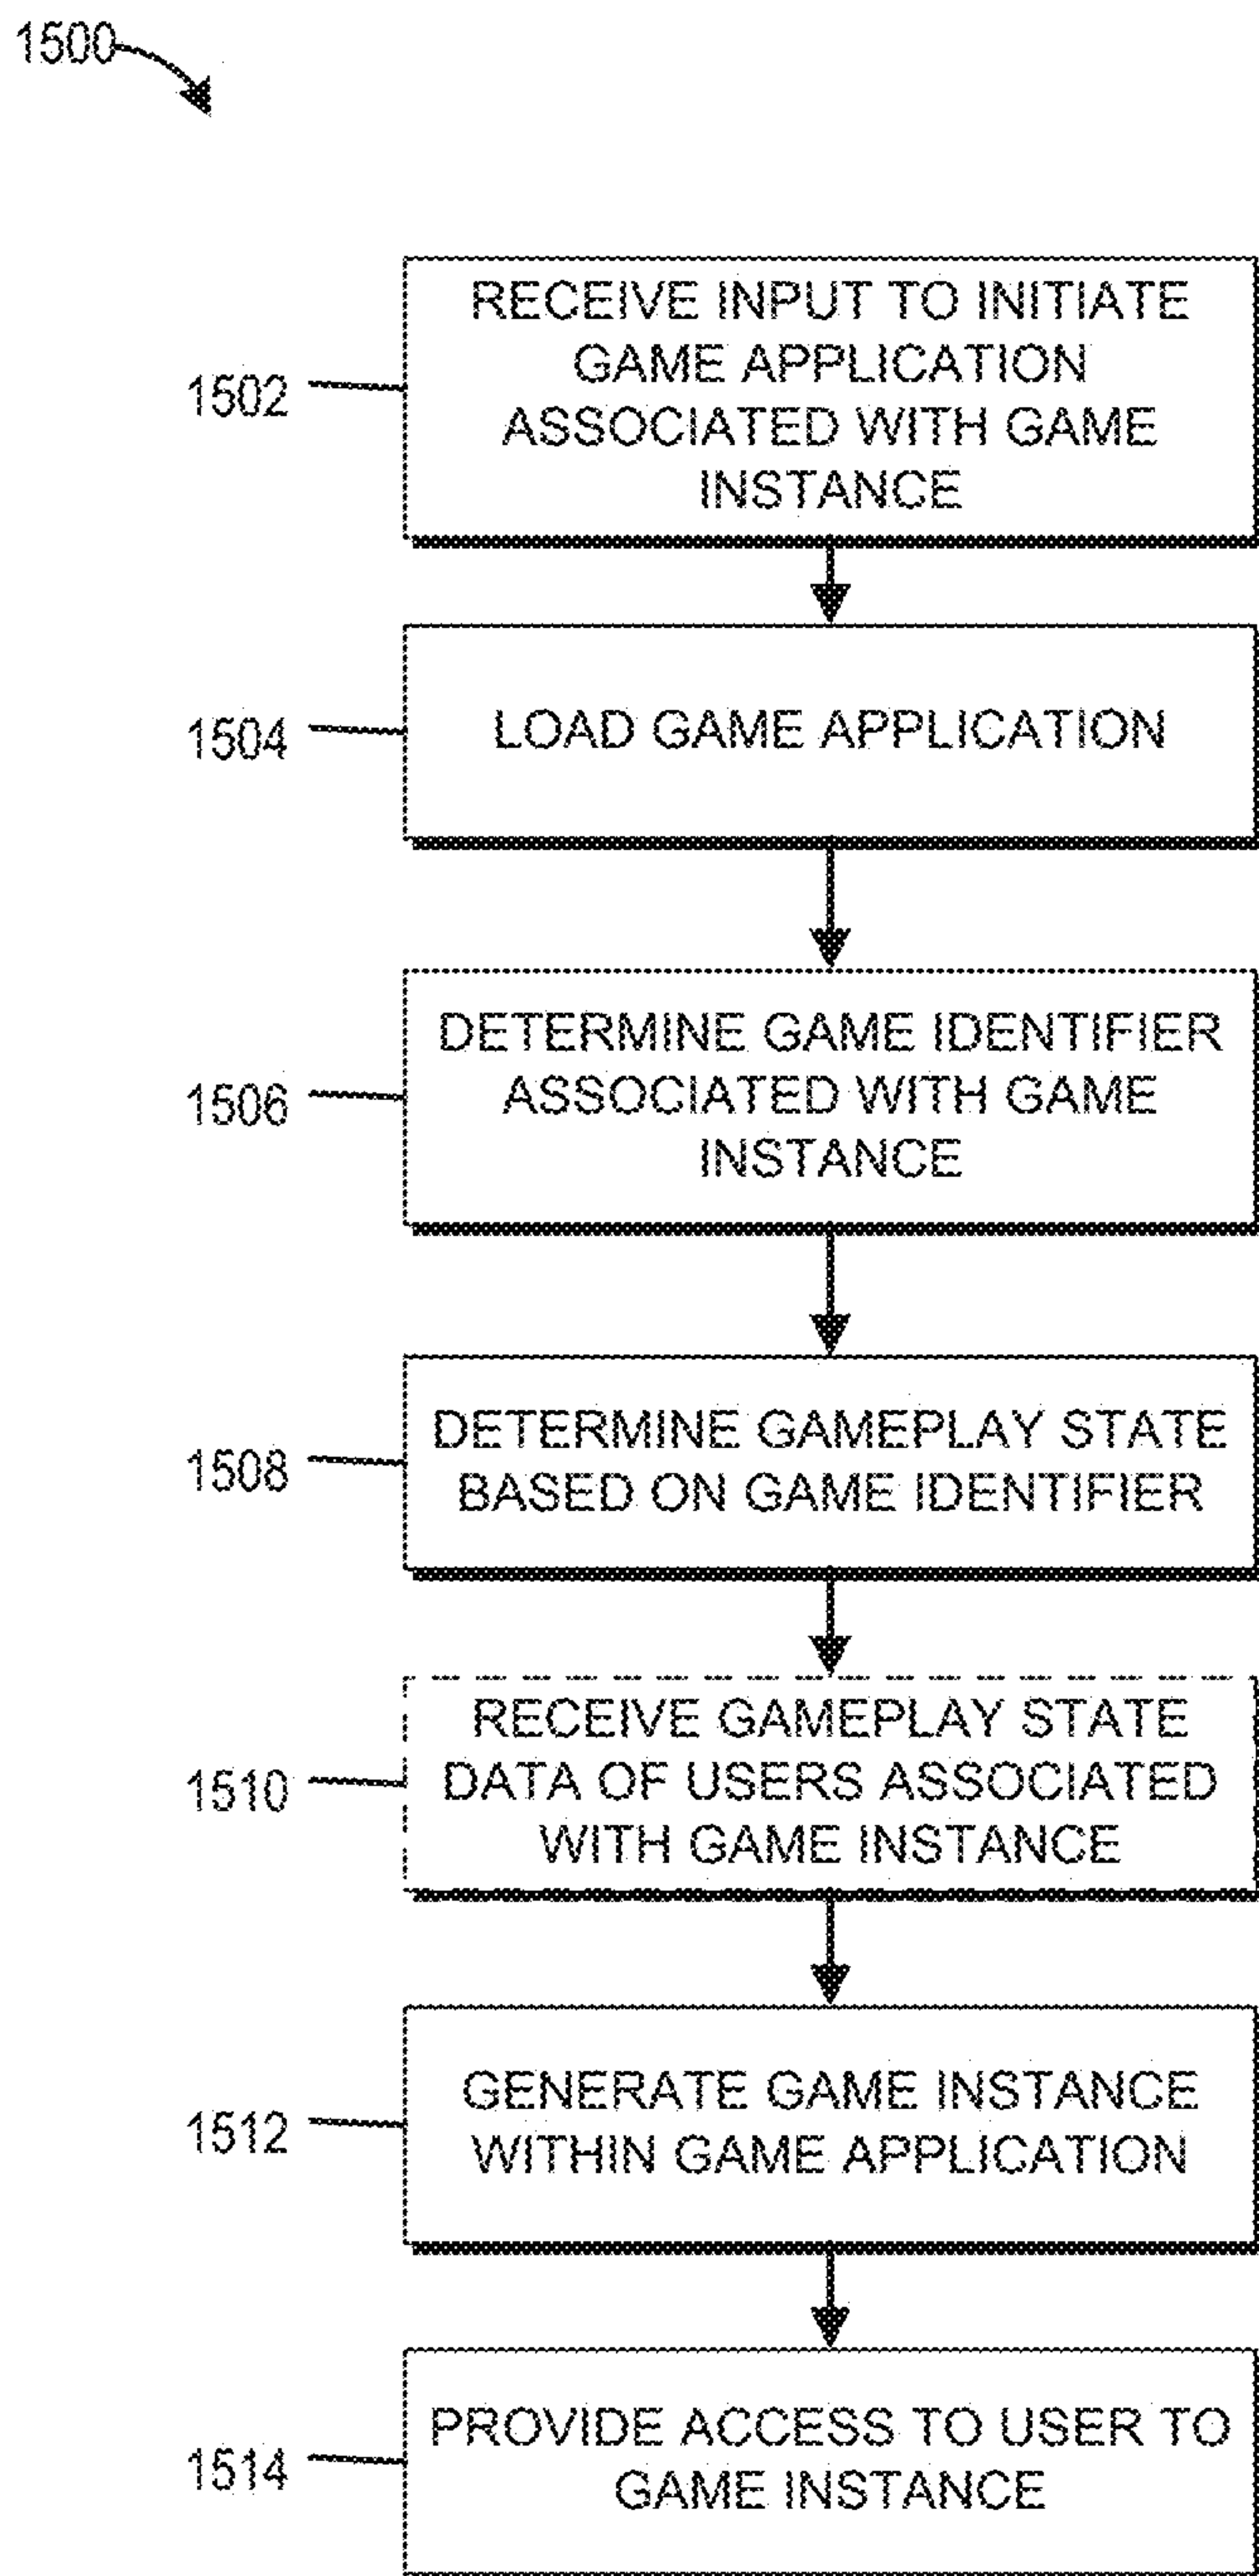 1500
RECEIVE INPUT TO INITIATE
GAME APPLICATION
ASSOCIATED WITH GAME
INSTANCE
1502
LOAD GAME APPLICATION
1504
DETERMINE GAME IDENTIFIER
ASSOCIATED WITH GAME
INSTANCE
1506
DETERMINE GAMEPLAY STATE
BASED ON GAME IDENTIFIER
1508
RECEIVE GAMEPLAY STATE
DATA OF USERS ASSOCIATED
WITH GAME INSTANCE
1510
GENERATE GAME INSTANCE
WITHIN GAME APPLICATION
1512
PROVIDE ACCESS TO USER TO
GAME INSTANCE
1514